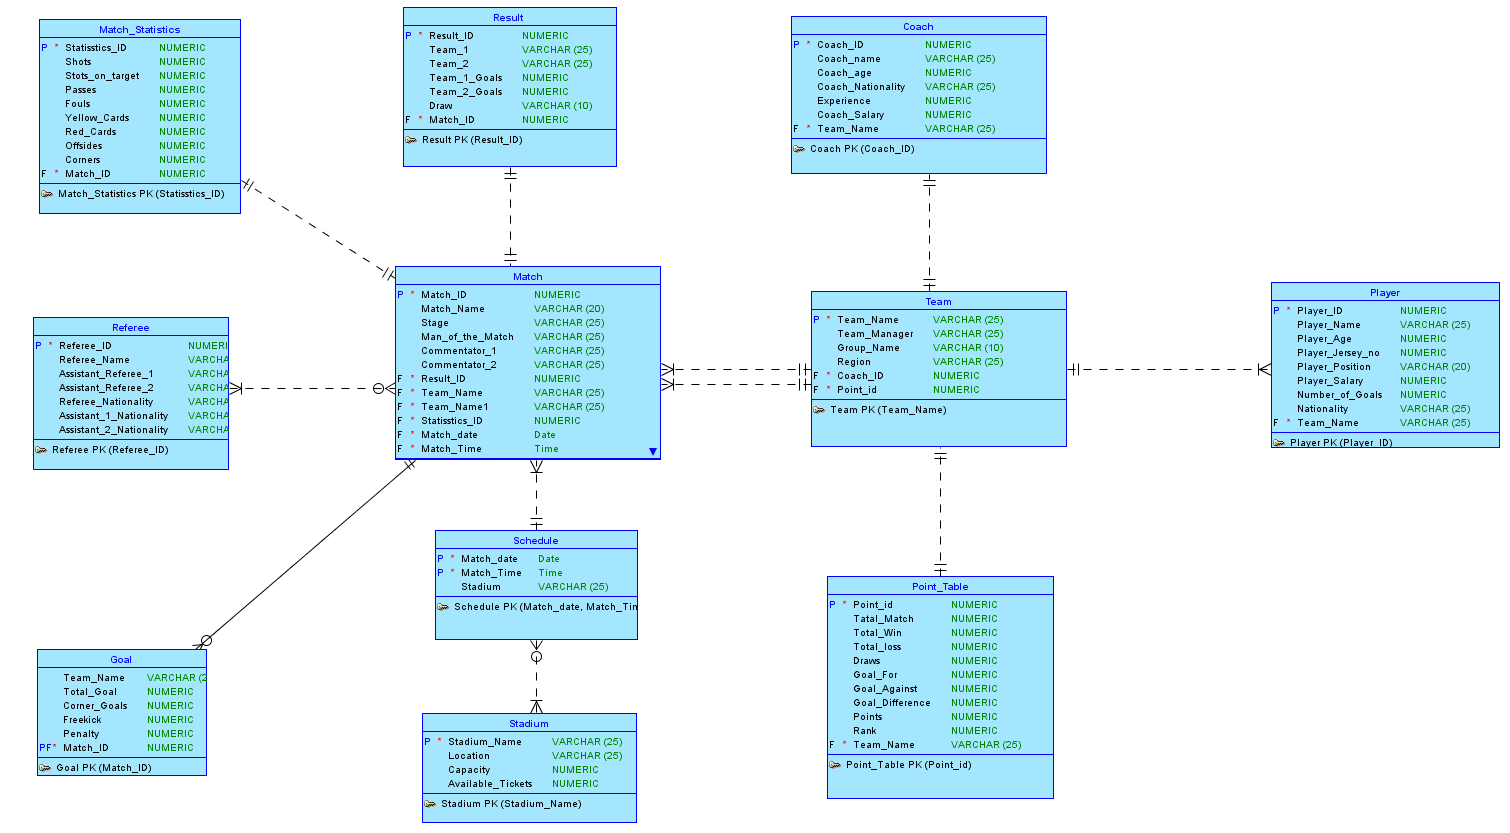 Match_Statistics
P * Statisstics_ID NUMERIC
Shots NUMERIC
Stots_on_target NUMERIC
Passes NUMERIC
Fouls NUMERIC
Yellow_Cards NUMERIC
Red_Cards NUMERIC
Offsides NUMERIC
Corners NUMERIC
F * Match_ID NUMERIC
Match_Statistics PK (Statisstics_ID)
Result
P * Result_ID NUMERIC
Team_1 VARCHAR (25)
Team_2 VARCHAR (25)
Team_1_Goals NUMERIC
Team_2_Goals NUMERIC
Draw VARCHAR (10)
F * Match_ID NUMERIC
Result PK (Result_ID)
Coach
P * Coach_ID NUMERIC
Coach_name VARCHAR (25)
Coach_age NUMERIC
Coach_Nationality VARCHAR (25)
Experience NUMERIC
Coach_Salary NUMERIC
F * Team_Name VARCHAR (25)
Coach PK (Coach_ID)
Referee
P * Referee_ID NUMERI
Referee_Name VARCHA
Assistant_Referee_1 VARCHA
Assistant_Referee_2 VARCHA
Referee_Nationality VARCHA
Assistant_1_Nationality VARCHA
Assistant_2_Nationality VARCHA
Referee PK (Referee_ID)
Match
P * Match_ID NUMERIC
Match_Name VARCHAR (20)
Stage VARCHAR (25)
Man_of_the_Match VARCHAR (25)
Commentator_1 VARCHAR (25)
Commentator_2 VARCHAR (25)
F * Result_ID NUMERIC
F * Team_Name VARCHAR (25)
F * Team_Name1 VARCHAR (25)
F * Statisstics_ID NUMERIC
F * Match_date Date
F * Match_Time Time
Team
P * Team_Name VARCHAR (25)
Team_Manager VARCHAR (25)
Group_Name VARCHAR (10)
Region VARCHAR (25)
F * Coach_ID NUMERIC
F * Point_id NUMERIC
Team PK (Team_Name)
Player
P * Player_ID NUMERIC
Player_Name VARCHAR (25)
Player_Age NUMERIC
Player_Jersey_no NUMERIC
Player_Position VARCHAR (20)
Player_Salary NUMERIC
Number_of_Goals NUMERIC
Nationality VARCHAR (25)
F * Team_Name VARCHAR (25)
Player PK (Player_ID)
Schedule
P * Match_date Date
P * Match_Time Time
Stadium VARCHAR (25)
Schedule PK (Match_date, Match_Tin
Goal
Team_Name VARCHAR (2
Total_Goal NUMERIC
Corner_Goals NUMERIC
Freekick NUMERIC
Penalty NUMERIC
PF* Match_ID NUMERIC
Goal PK (Match_ID)
Stadium
P * Stadium_Name VARCHAR (25)
Location VARCHAR (25)
Capacity NUMERIC
Available_Tickets NUMERIC
Stadium PK (Stadium_Name)
Point_Table
P * Point_id NUMERIC
Tatal_Match NUMERIC
Total_Win NUMERIC
Total_loss NUMERIC
Draws NUMERIC
Goal_For NUMERIC
Goal_Against NUMERIC
Goal_Difference NUMERIC
Points NUMERIC
Rank NUMERIC
F * Team_Name VARCHAR (25)
Point_Table PK (Point_id)